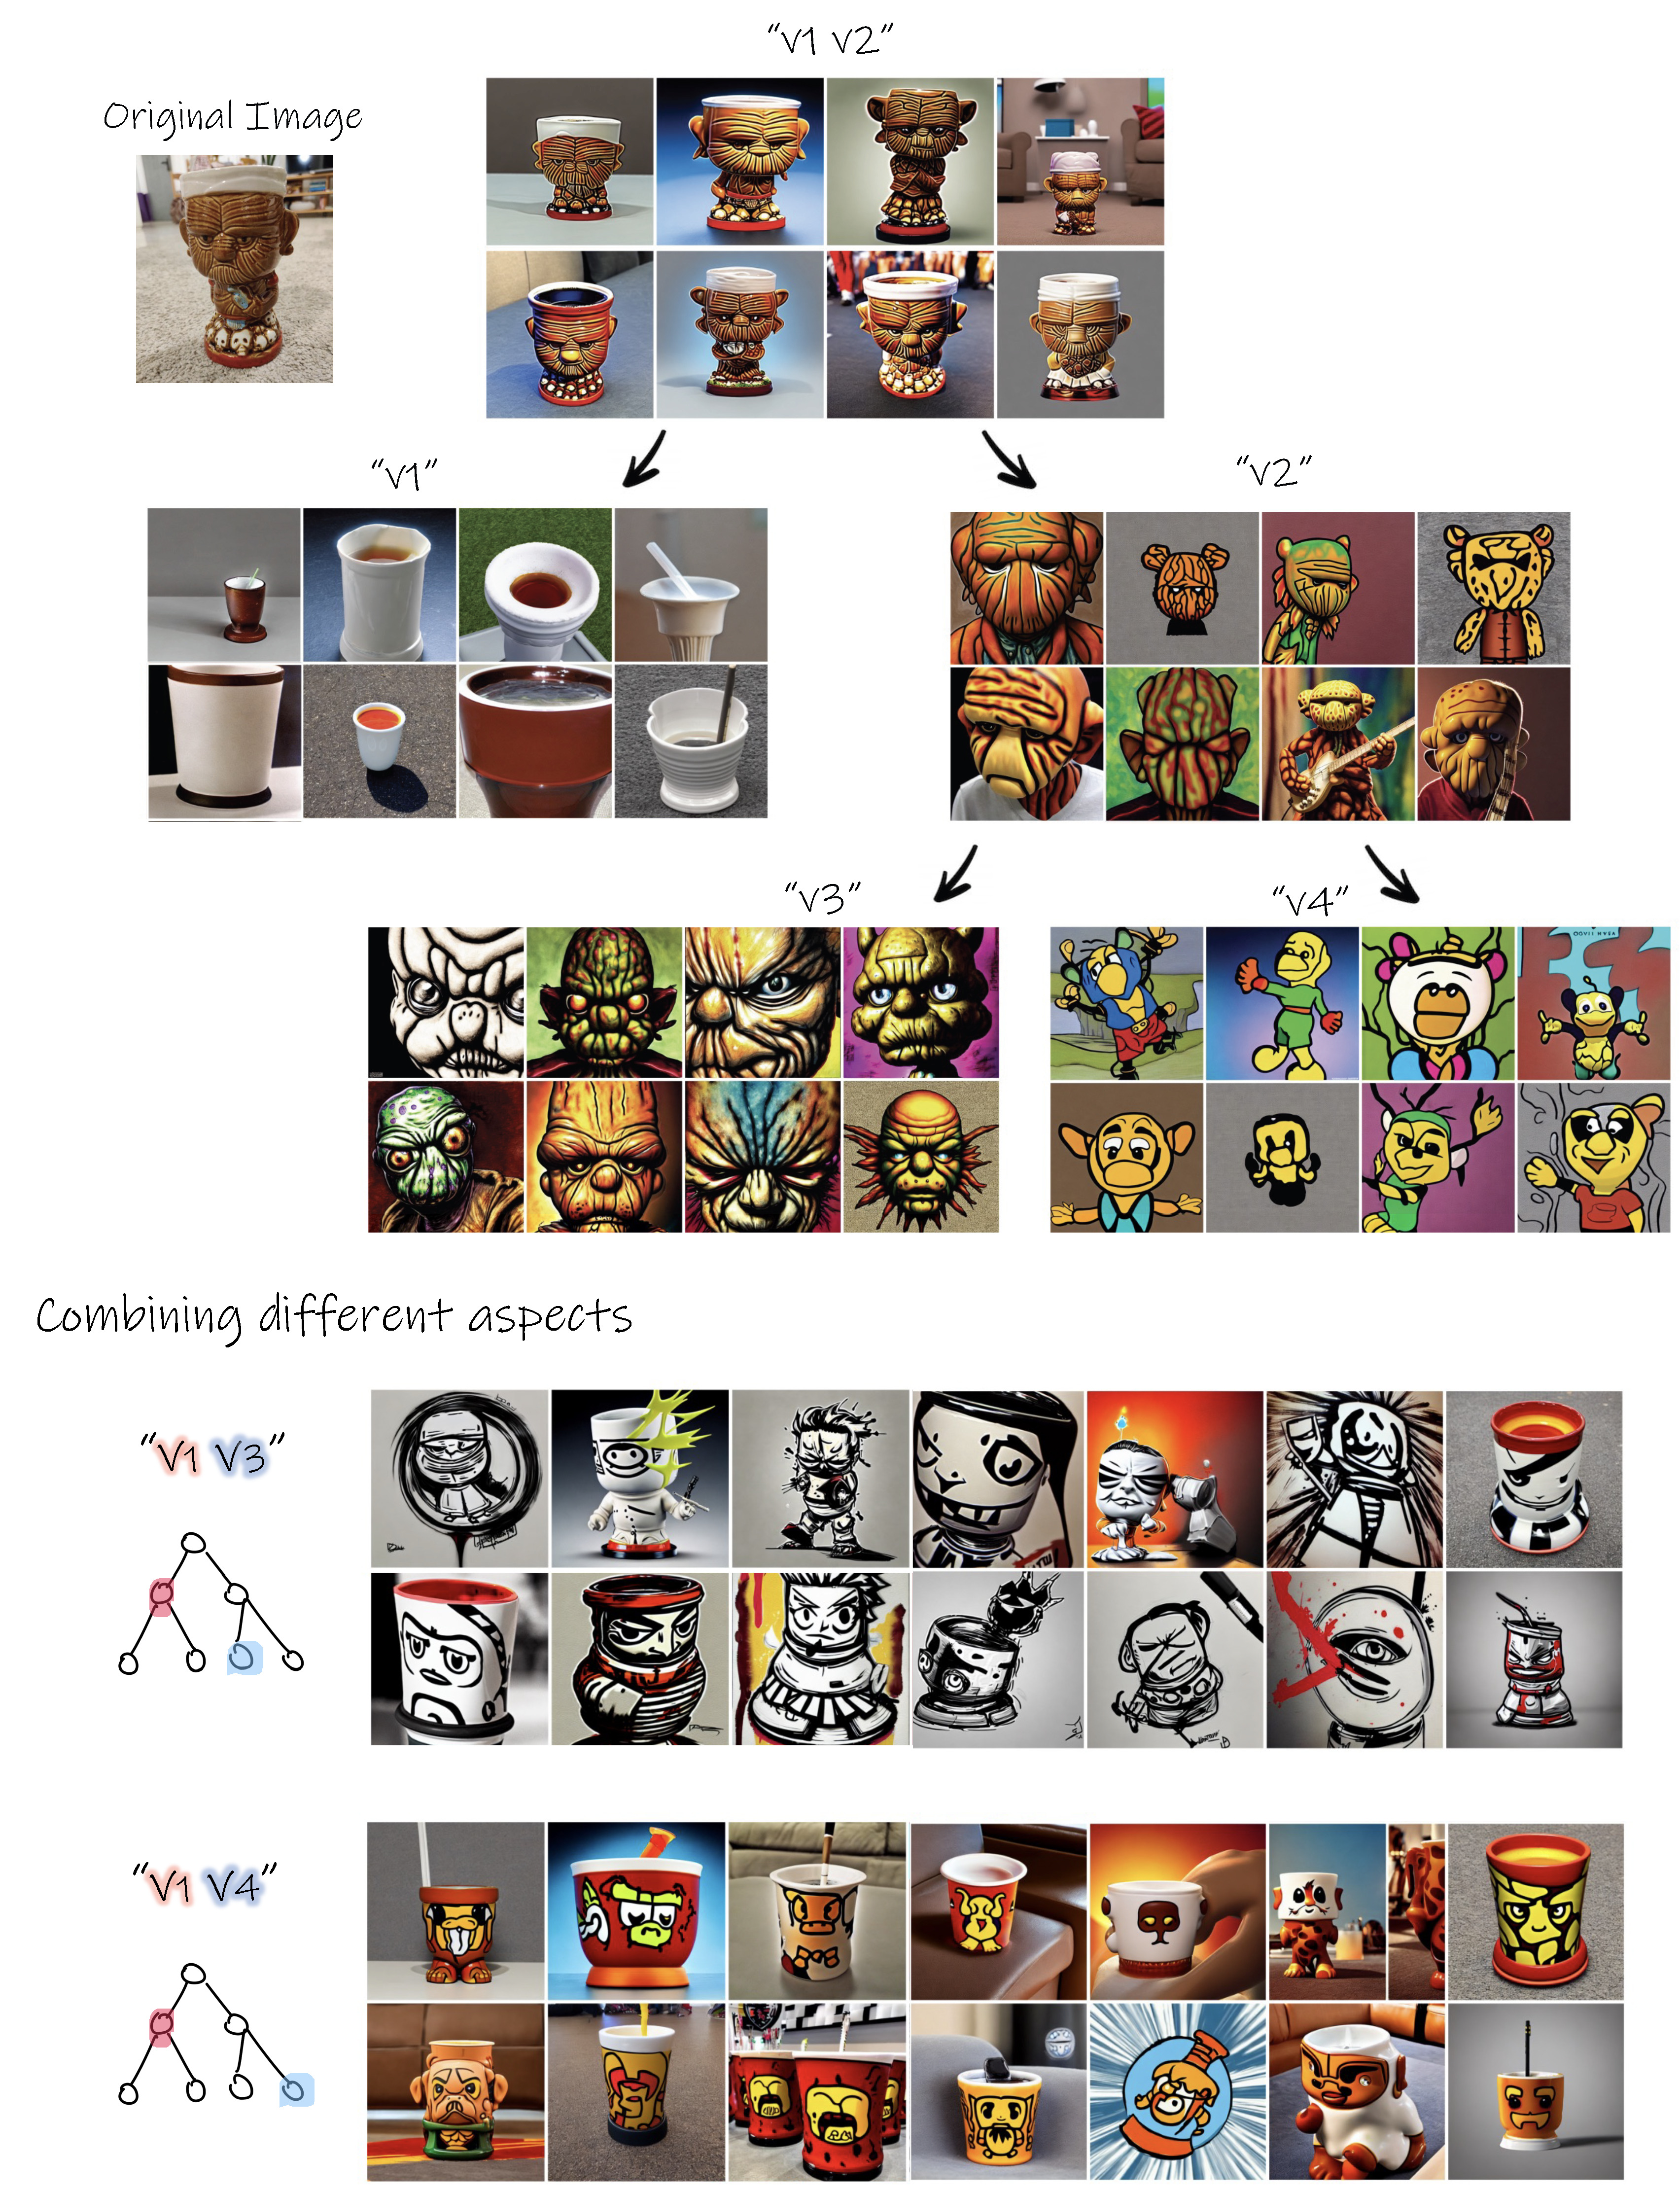 “v1 v2”
Original Image
“v1”
“v2”
“v3”
“v4”
Combining different aspects
“v1 v3”
“v1 v4”